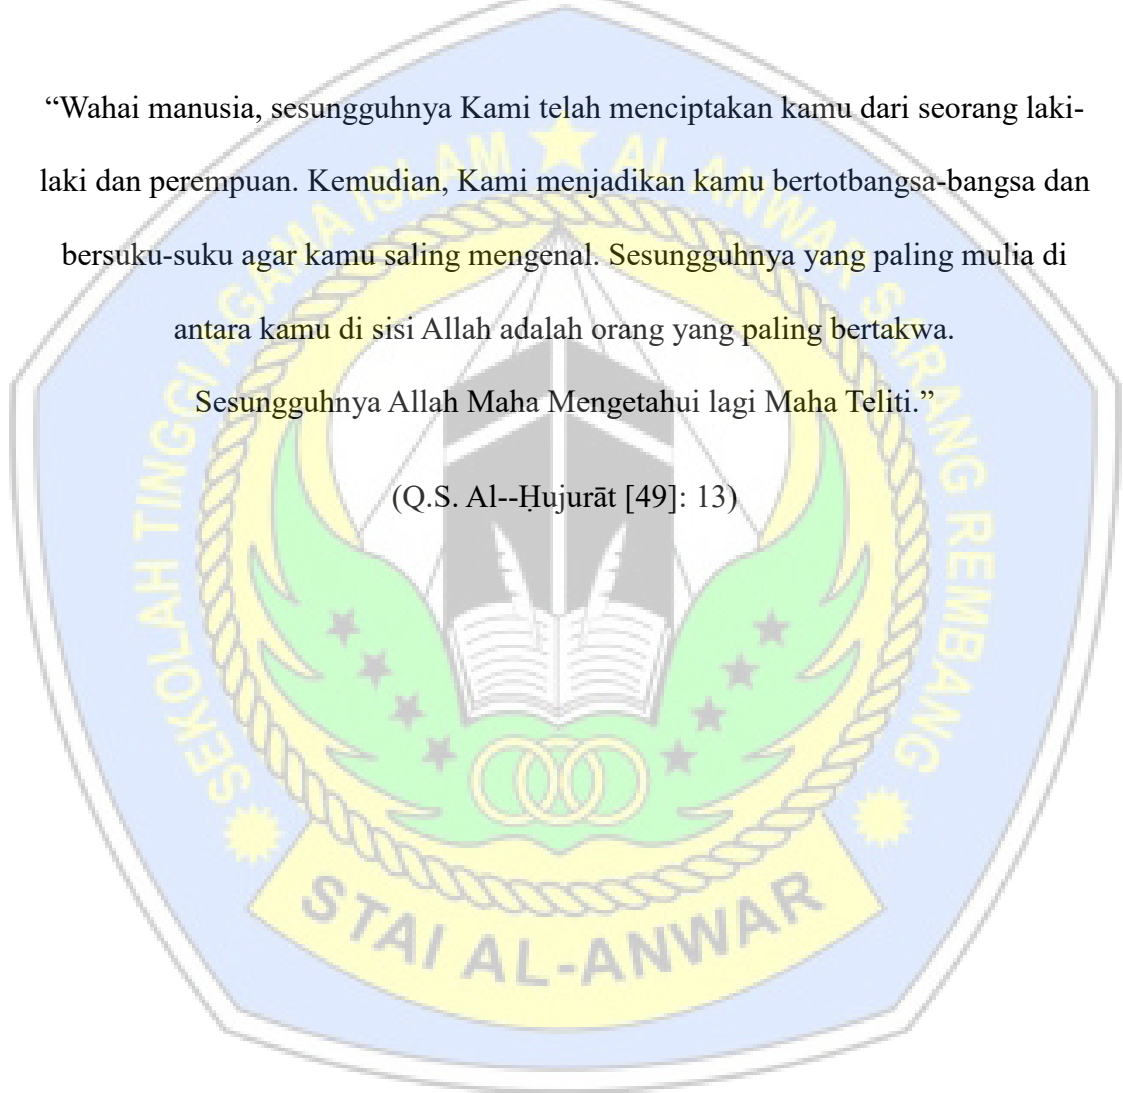 “Wahai manusia, sesungguhnya Kami telah menciptakan kamu dari seorang laki-
laki dan perempuan. Kemudian, Kami menjadikan kamu bertotbangsa-bangsa dan
bersuku-suku agar kamu saling mengenal. Sesungguhnya yang paling mulia di
antara kamu di sisi Allah adalah orang yang paling bertakwa.
Sesungguhnya Allah Maha Mengetahui lagi Maha Teliti.”
(Q.S. Al--Ḥujurāt [49]: 13)
SEKOLAH TINGGI AGAMA ISLAM ★ AL ANWAR SARANG REMBANG
STAI AL-ANWAR